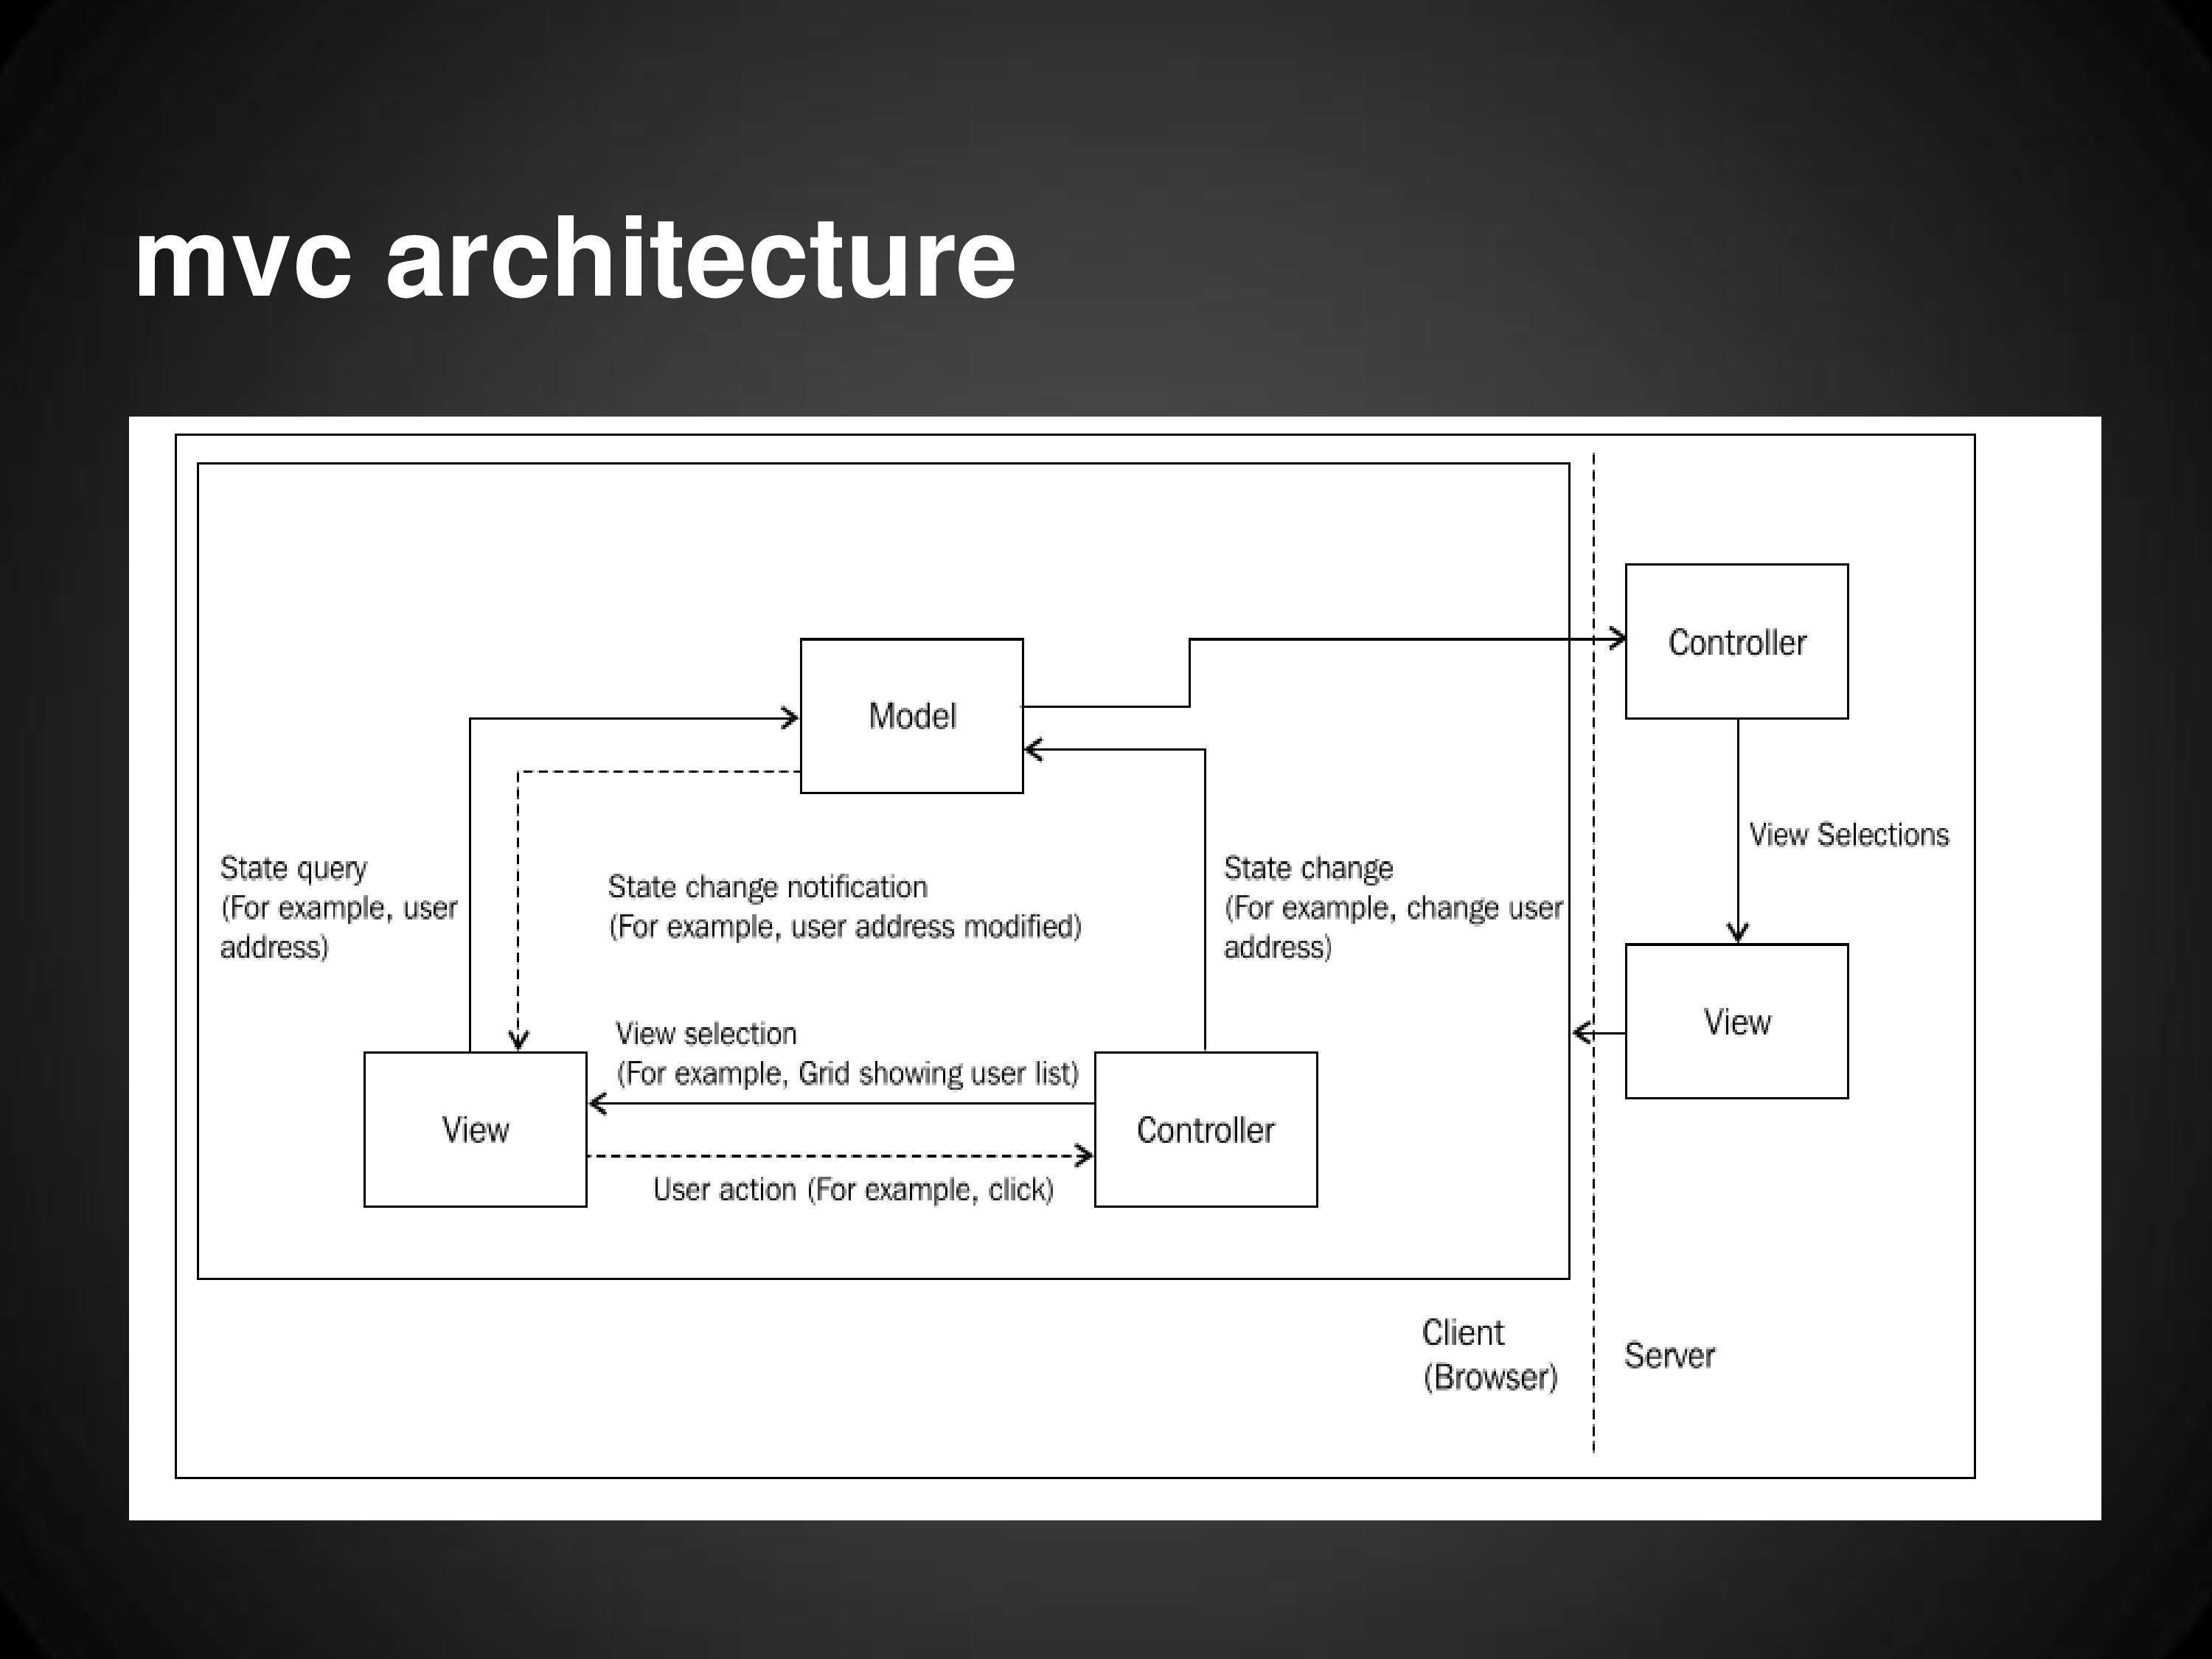 mvc architecture
Controller
Model
View Selections
State query
(For example, user
address)
State change notification
(For example, user address modified)
State change
(For example, change user
address)
View selection
(For example, Grid showing user list)
View
View
Controller
User action (For example, click)
Client
(Browser)
Server